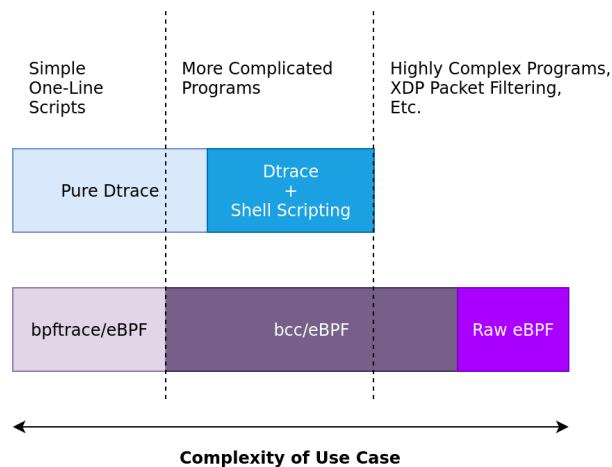 Simple
One-Line
Scripts
More Complicated
Programs
Highly Complex Programs,
XDP Packet Filtering,
Etc.
Pure Dtrace
Dtrace
+
Shell Scripting
bpftrace/eBPF
bcc/eBPF
Raw eBPF
Complexity of Use Case